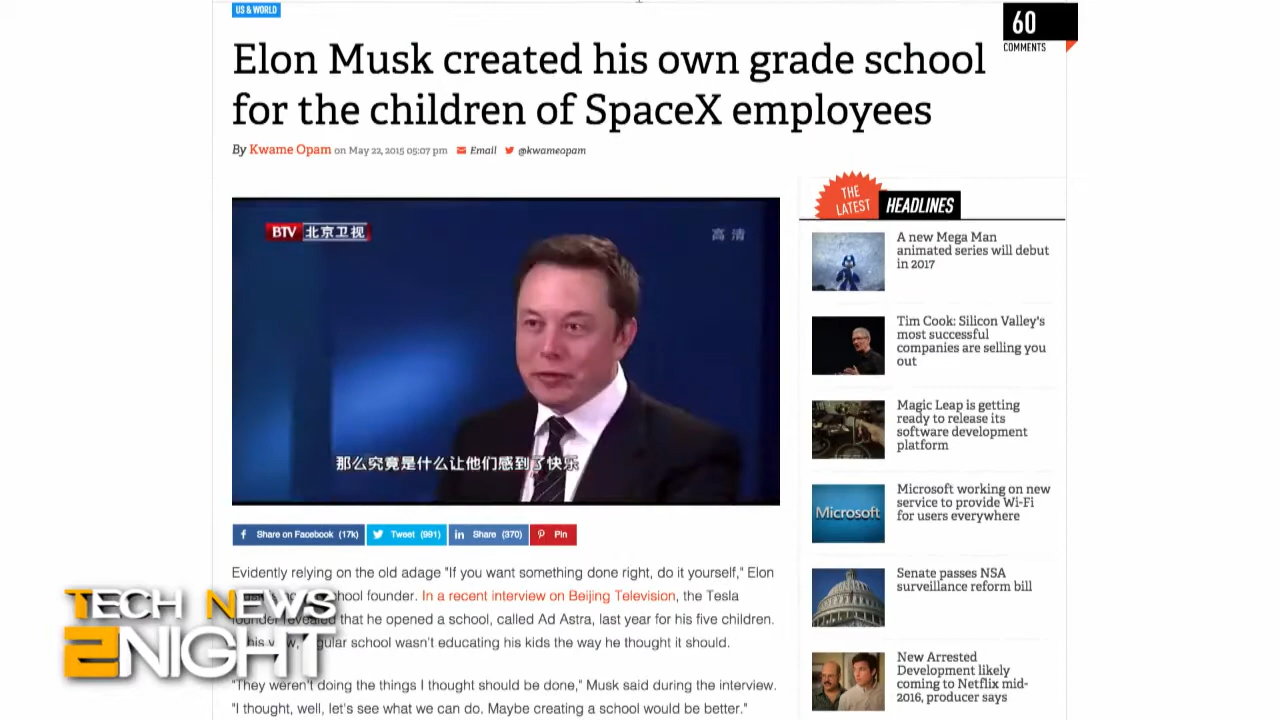 US & WORLD
60
COMMENTS
Elon Musk created his own grade school
for the children of SpaceX employees
By Kwame Opam on May 22, 2015 05:07 pm Email @kwameopam
BTV 北京卫视
高清
那么究竟是什么让他们感到了快乐
Share on Facebook (17k) Tweet (991) Share (370) Pin
Evidently relying on the old adage "If you want something done right, do it yourself," Elon
school founder. In a recent interview on Beijing Television, the Tesla
founder revealed that he opened a school, called Ad Astra, last year for his five children.
his view, regular school wasn't educating his kids the way he thought it should.
"They weren't doing the things I thought should be done," Musk said during the interview.
"I thought, well, let's see what we can do. Maybe creating a school would be better."
THE
LATEST
HEADLINES
A new Mega Man
animated series will debut
in 2017
Tim Cook: Silicon Valley's
most successful
companies are selling you
out
Magic Leap is getting
ready to release its
software development
platform
Microsoft
Microsoft working on new
service to provide Wi-Fi
for users everywhere
Senate passes NSA
surveillance reform bill
New Arrested
Development likely
coming to Netflix mid-
2016, producer says
TECH NEWS
2NIGHT